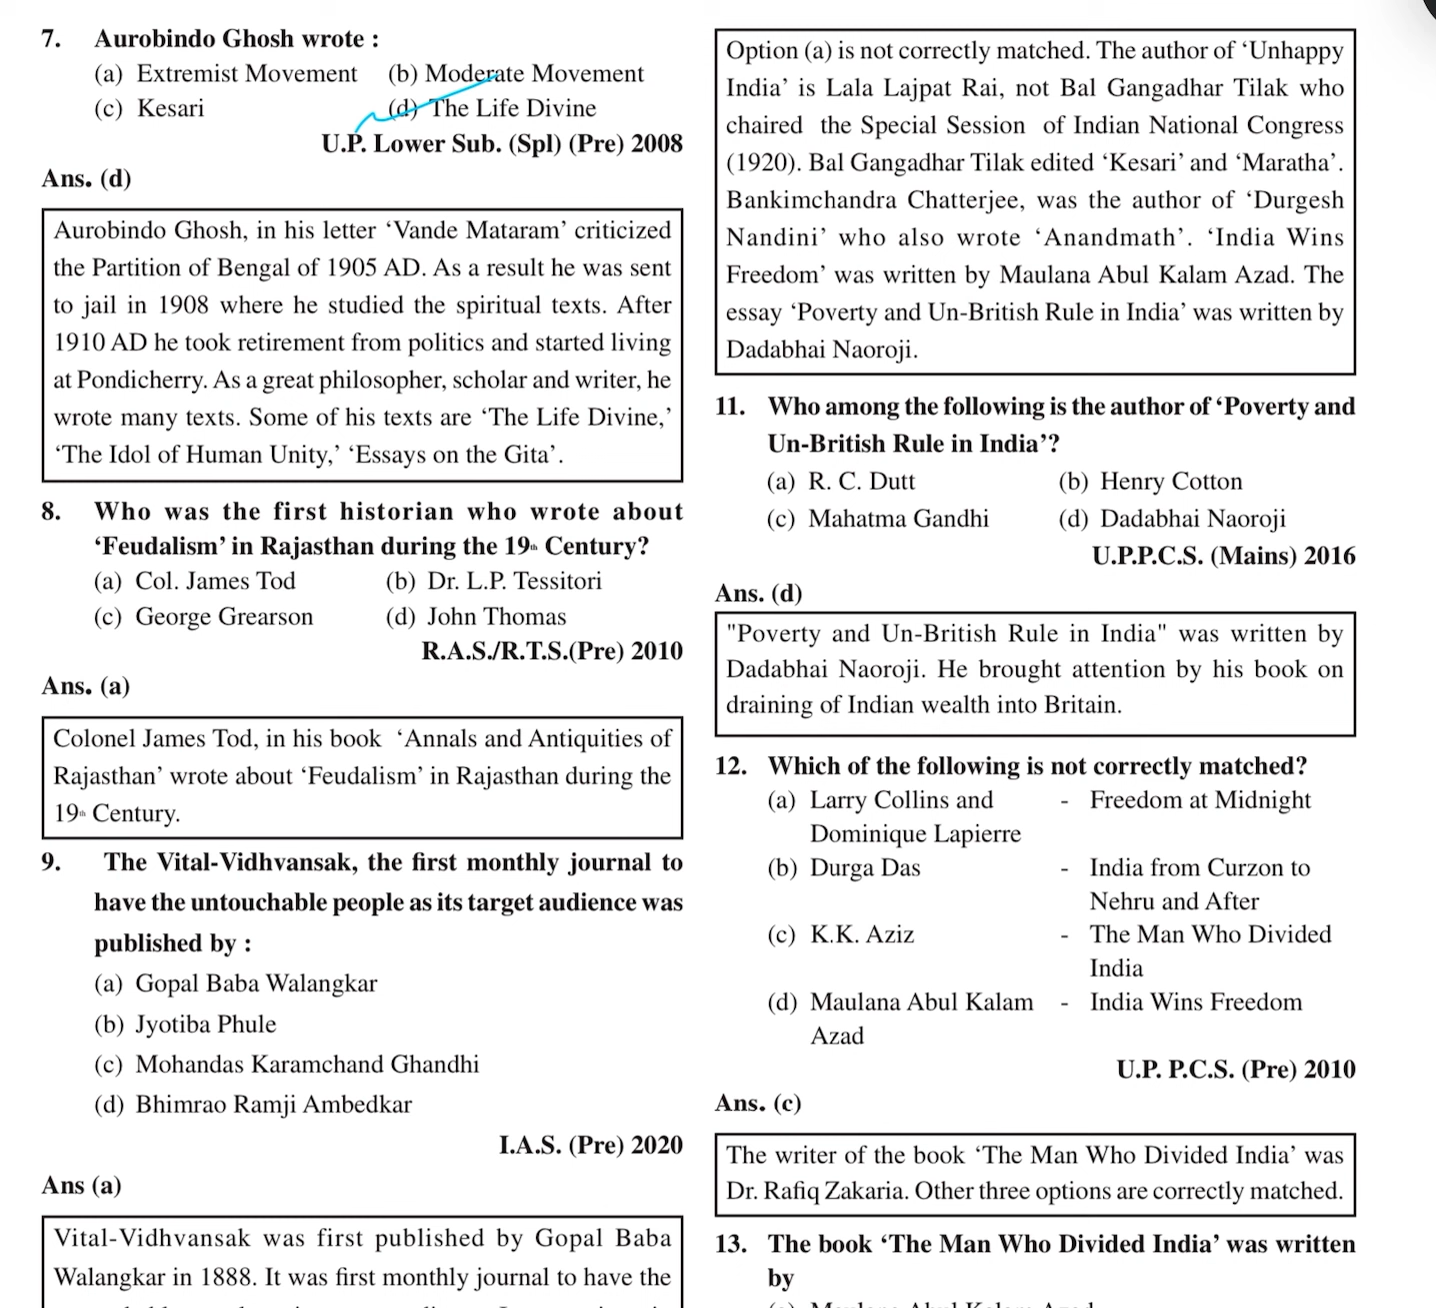 7. Aurobindo Ghosh wrote :
(a) Extremist Movement (b) Moderate Movement
(c) Kesari (d) The Life Divine
U.P. Lower Sub. (Spl) (Pre) 2008
Ans. (d)
Aurobindo Ghosh, in his letter ‘Vande Mataram’ criticized
the Partition of Bengal of 1905 AD. As a result he was sent
to jail in 1908 where he studied the spiritual texts. After
1910 AD he took retirement from politics and started living
at Pondicherry. As a great philosopher, scholar and writer, he
wrote many texts. Some of his texts are ‘The Life Divine,’
‘The Idol of Human Unity,’ ‘Essays on the Gita’.
8. Who was the first historian who wrote about
‘Feudalism’ in Rajasthan during the 19th Century?
(a) Col. James Tod (b) Dr. L.P. Tessitori
(c) George Grearson (d) John Thomas
R.A.S./R.T.S.(Pre) 2010
Ans. (a)
Colonel James Tod, in his book ‘Annals and Antiquities of
Rajasthan’ wrote about ‘Feudalism’ in Rajasthan during the
19th Century.
9. The Vital-Vidhvansak, the first monthly journal to
have the untouchable people as its target audience was
published by :
(a) Gopal Baba Walangkar
(b) Jyotiba Phule
(c) Mohandas Karamchand Ghandhi
(d) Bhimrao Ramji Ambedkar
I.A.S. (Pre) 2020
Ans (a)
Vital-Vidhvansak was first published by Gopal Baba
Walangkar in 1888. It was first monthly journal to have the
Option (a) is not correctly matched. The author of ‘Unhappy
India’ is Lala Lajpat Rai, not Bal Gangadhar Tilak who
chaired the Special Session of Indian National Congress
(1920). Bal Gangadhar Tilak edited ‘Kesari’ and ‘Maratha’.
Bankimchandra Chatterjee, was the author of ‘Durgesh
Nandini’ who also wrote ‘Anandmath’. ‘India Wins
Freedom’ was written by Maulana Abul Kalam Azad. The
essay ‘Poverty and Un-British Rule in India’ was written by
Dadabhai Naoroji.
11. Who among the following is the author of ‘Poverty and
Un-British Rule in India’?
(a) R. C. Dutt (b) Henry Cotton
(c) Mahatma Gandhi (d) Dadabhai Naoroji
U.P.P.C.S. (Mains) 2016
Ans. (d)
"Poverty and Un-British Rule in India" was written by
Dadabhai Naoroji. He brought attention by his book on
draining of Indian wealth into Britain.
12. Which of the following is not correctly matched?
(a) Larry Collins and - Freedom at Midnight
Dominique Lapierre
(b) Durga Das - India from Curzon to
Nehru and After
(c) K.K. Aziz - The Man Who Divided
India
(d) Maulana Abul Kalam - India Wins Freedom
Azad
U.P. P.C.S. (Pre) 2010
Ans. (c)
The writer of the book ‘The Man Who Divided India’ was
Dr. Rafiq Zakaria. Other three options are correctly matched.
13. The book ‘The Man Who Divided India’ was written
by